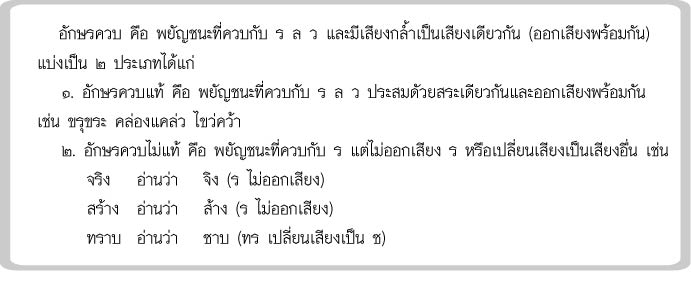 อักษรควบ คือ พยัญชนะที่ควบกับ ร ล ว และมีเสียงกล้ำเป็นเสียงเดียวกัน (ออกเสียงพร้อมกัน)
แบ่งเป็น ๒ ประเภทได้แก่
๑. อักษรควบแท้ คือ พยัญชนะที่ควบกับ ร ล ว ประสมด้วยสระเดียวกันและออกเสียงพร้อมกัน
เช่น ขรุขระ คล่องแคล่ว ไขว่คว้า
๒. อักษรควบไม่แท้ คือ พยัญชนะที่ควบกับ ร แต่ไม่ออกเสียง ร หรือเปลี่ยนเสียงเป็นเสียงอื่น เช่น
จริง อ่านว่า จิง (ร ไม่ออกเสียง)
สร้าง อ่านว่า ส้าง (ร ไม่ออกเสียง)
ทราบ อ่านว่า ซาบ (ทร เปลี่ยนเสียงเป็น ซ)